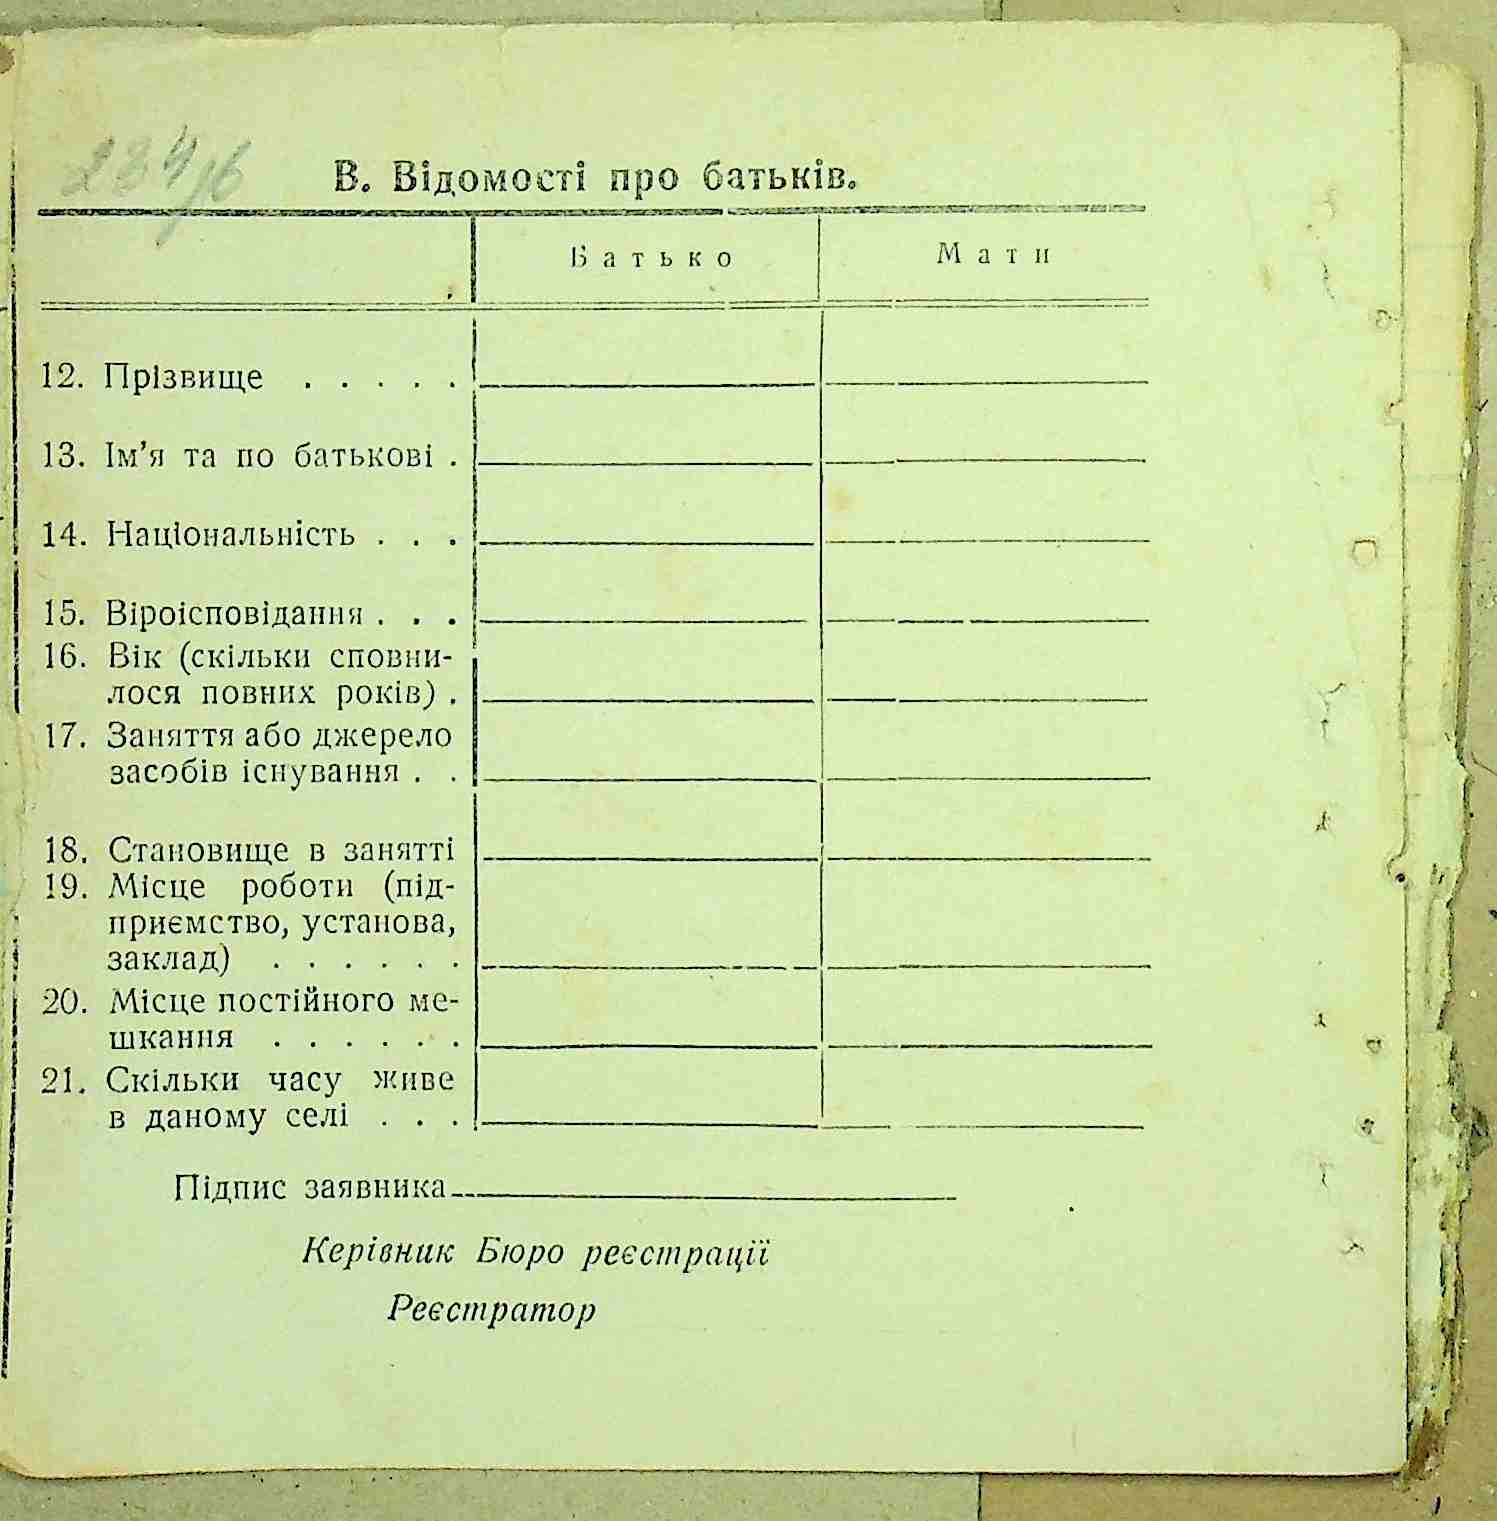 284 зв
В. Відомості про батьків.
Батько Мати
12. Прізвище . . . . .
13. Ім’я та по батькові .
14. Національність . . .
15. Віроісповідання . . .
16. Вік (скільки сповни-
лося повних років) .
17. Заняття або джерело
засобів існування . .
18. Становище в занятті
19. Місце роботи (під-
приємство, установа,
заклад) . . . . . .
20. Місце постійного ме-
шкання . . . . . .
21. Скільки часу живе
в даному селі . . .
Підпис заявника
Керівник Бюро реєстрації
Реєстратор